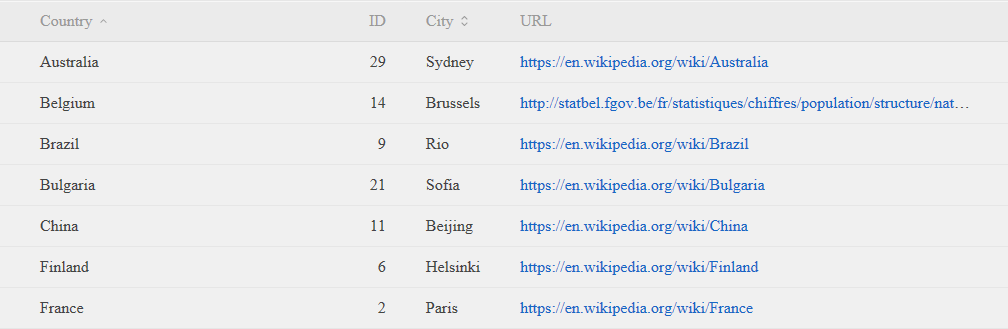 Country ID City URL
Australia 29 Sydney https://en.wikipedia.org/wiki/Australia
Belgium 14 Brussels http://statbel.fgov.be/fr/statistiques/chiffres/population/structure/nat…
Brazil 9 Rio https://en.wikipedia.org/wiki/Brazil
Bulgaria 21 Sofia https://en.wikipedia.org/wiki/Bulgaria
China 11 Beijing https://en.wikipedia.org/wiki/China
Finland 6 Helsinki https://en.wikipedia.org/wiki/Finland
France 2 Paris https://en.wikipedia.org/wiki/France